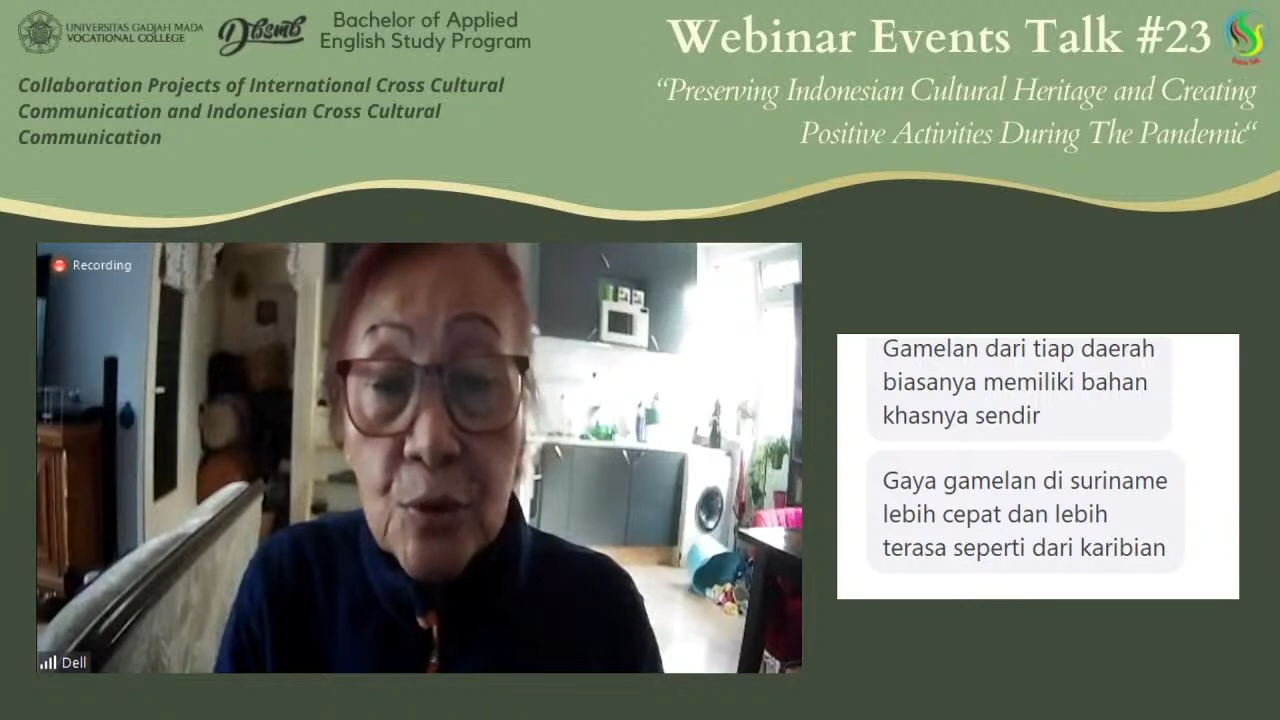 UNIVERSITAS GADJAH MADA
VOCATIONAL COLLEGE
Dbsmb
Bachelor of Applied
English Study Program
Collaboration Projects of International Cross Cultural
Communication and Indonesian Cross Cultural
Communication
Webinar Events Talk #23
“Preserving Indonesian Cultural Heritage and Creating
Positive Activities During The Pandemic“
Recording
Dell
Gamelan dari tiap daerah
biasanya memiliki bahan
khasnya sendir
Gaya gamelan di suriname
lebih cepat dan lebih
terasa seperti dari karibian